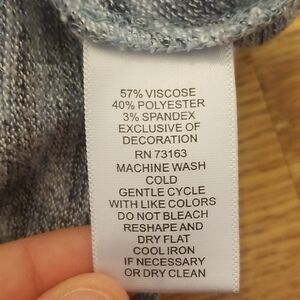 57% VISCOSE
40% POLYESTER
3% SPANDEX
EXCLUSIVE OF
DECORATION
RN 73163
MACHINE WASH
COLD
GENTLE CYCLE
WITH LIKE COLORS
DO NOT BLEACH
RESHAPE AND
DRY FLAT
COOL IRON
IF NECESSARY
OR DRY CLEAN